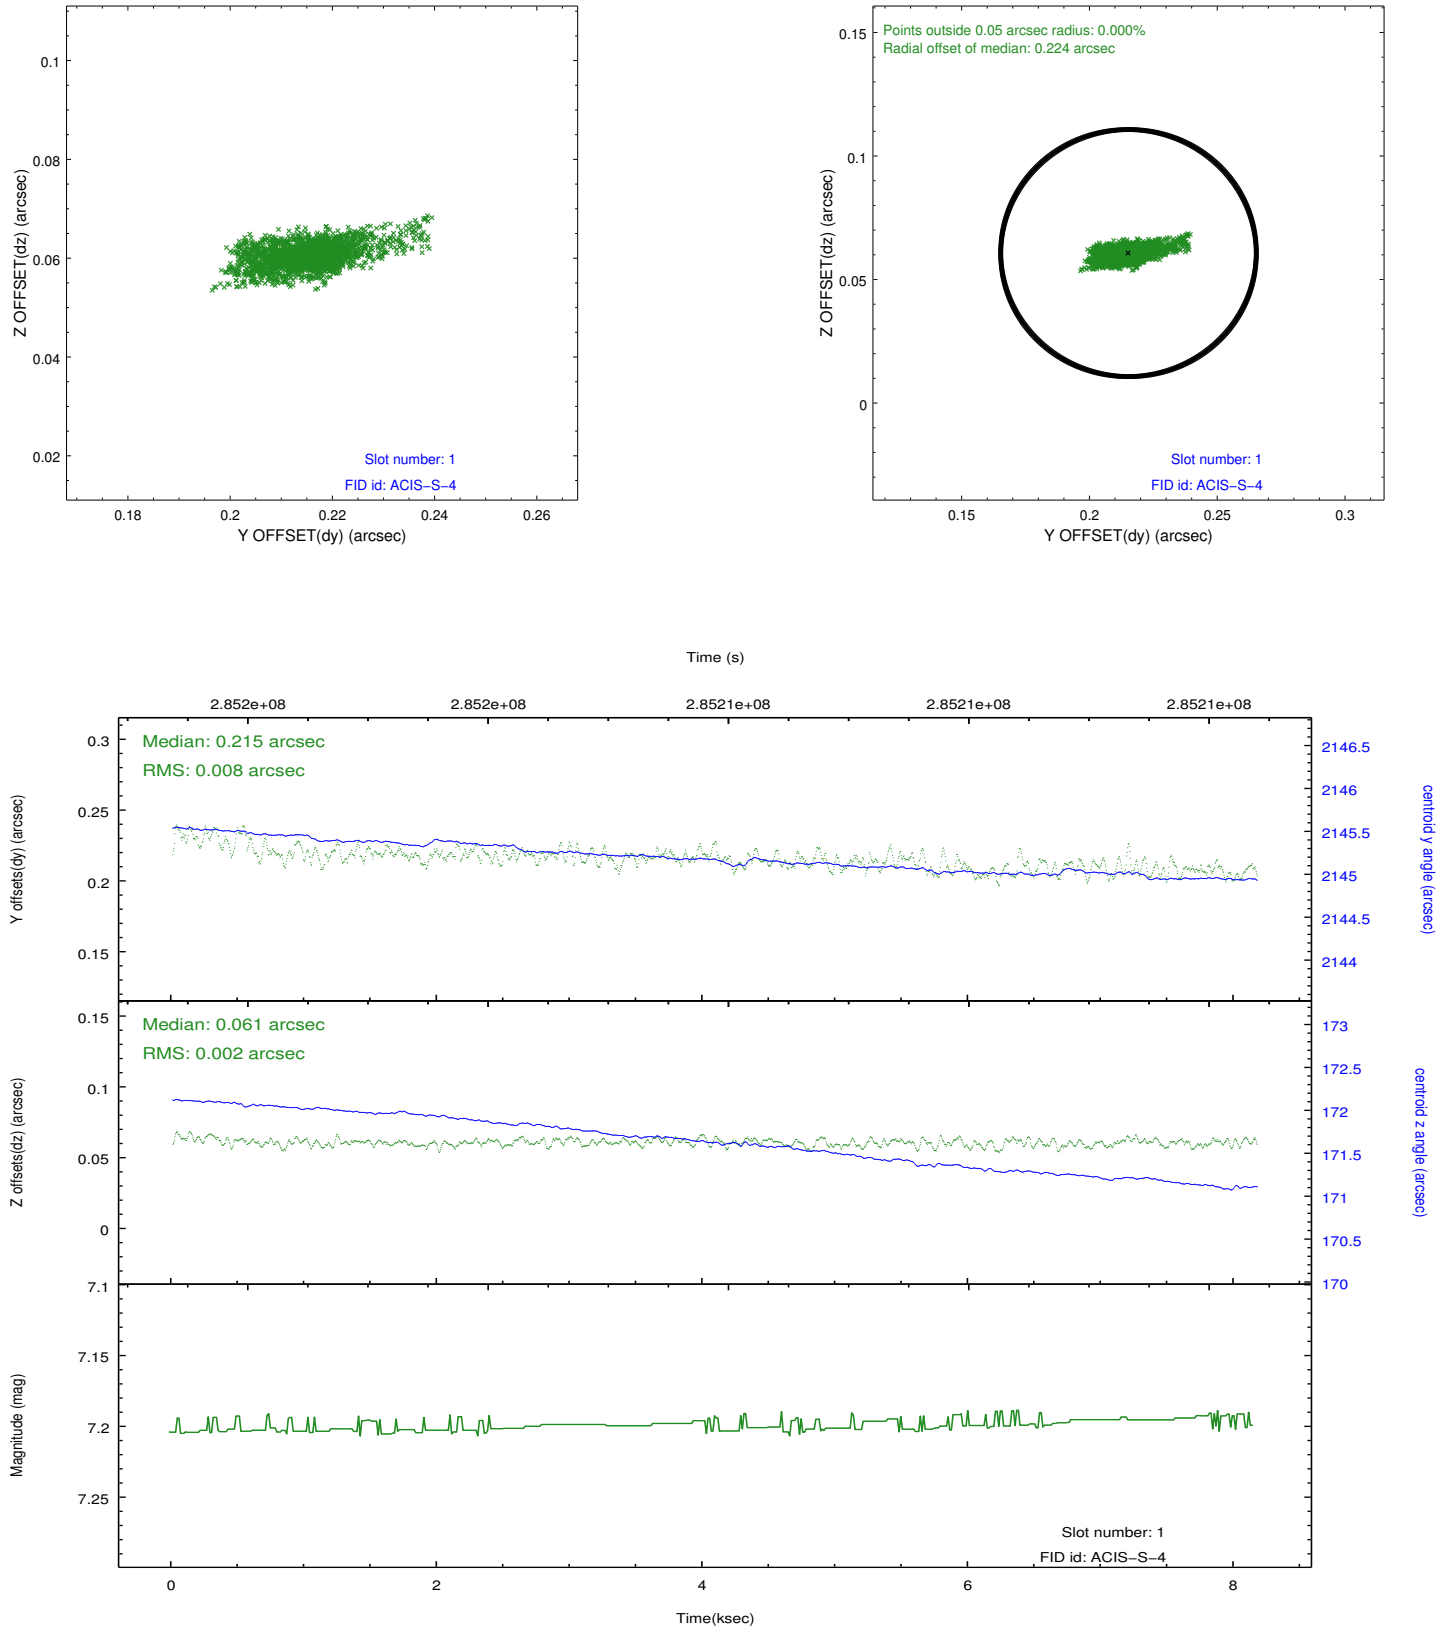 0.1
0.08
0.06
0.04
0.02
Z OFFSET(dz) (arcsec)
Slot number: 1
FID id: ACIS−S−4
0.18 0.2 0.22 0.24 0.26
Y OFFSET(dy) (arcsec)
Points outside 0.05 arcsec radius: 0.000%
Radial offset of median: 0.224 arcsec
0.15
0.1
0.05
0
Z OFFSET(dz) (arcsec)
Slot number: 1
FID id: ACIS−S−4
0.15 0.2 0.25 0.3
Y OFFSET(dy) (arcsec)
Time (s)
2.852e+08 2.852e+08 2.8521e+08 2.8521e+08 2.8521e+08
Median: 0.215 arcsec
RMS: 0.008 arcsec
0.3
0.25
0.2
0.15
Y offsets(dy) (arcsec)
2146.5
2146
2145.5
2145
2144.5
2144
centroid y angle (arcsec)
Median: 0.061 arcsec
RMS: 0.002 arcsec
0.15
0.1
0.05
0
Z offsets(dz) (arcsec)
173
172.5
172
171.5
171
170.5
170
centroid z angle (arcsec)
7.1
7.15
7.2
7.25
Magnitude (mag)
Slot number: 1
FID id: ACIS−S−4
0 2 4 6 8
Time(ksec)